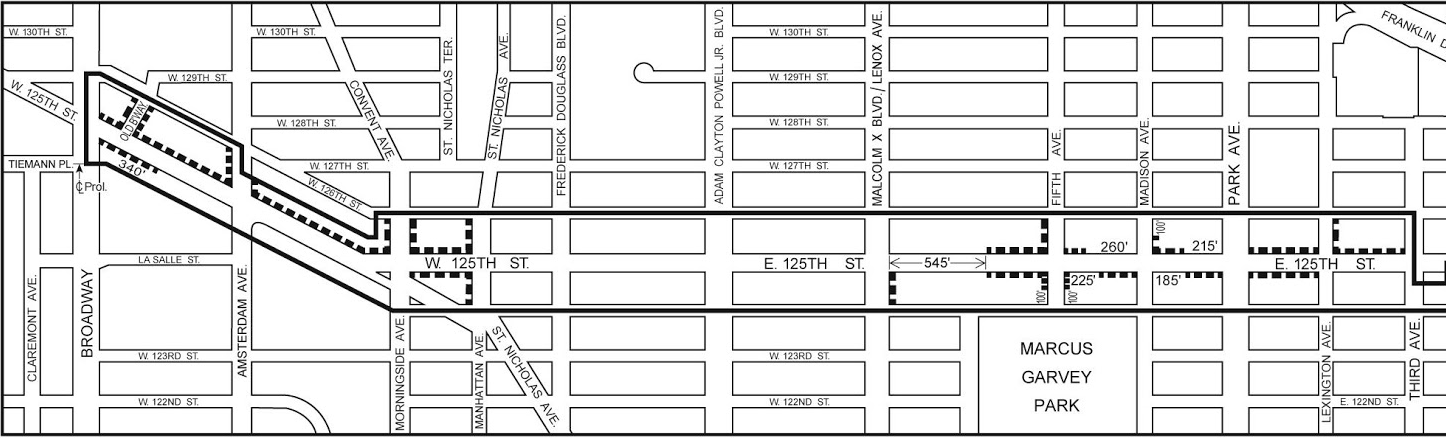 W. 130TH ST.
W. 130TH ST.
W. 130TH ST.
FRANKLIN D
W. 129TH ST.
W. 129TH ST.
W. 125TH ST.
OLD B'WAY
W. 128TH ST.
W. 128TH ST.
TIEMANN PL.
340'
℄ Prol.
W. 127TH ST.
W. 127TH ST.
W. 126TH ST.
CONVENT AVE.
ST. NICHOLAS TER.
ST. NICHOLAS AVE.
FREDERICK DOUGLASS BLVD.
ADAM CLAYTON POWELL JR. BLVD.
MALCOLM X BLVD./LENOX AVE.
FIFTH AVE.
MADISON AVE.
PARK AVE.
100'
260'
215'
LA SALLE ST.
W. 125TH ST.
E. 125TH ST.
545'
E. 125TH ST.
225'
185'
100'
100'
CLAREMONT AVE.
BROADWAY
AMSTERDAM AVE.
MORNINGSIDE AVE.
MANHATTAN AVE.
ST. NICHOLAS AVE.
W. 123RD ST.
W. 123RD ST.
MARCUS
GARVEY
PARK
LEXINGTON AVE.
THIRD AVE.
W. 122ND ST.
W. 122ND ST.
E. 122ND ST.